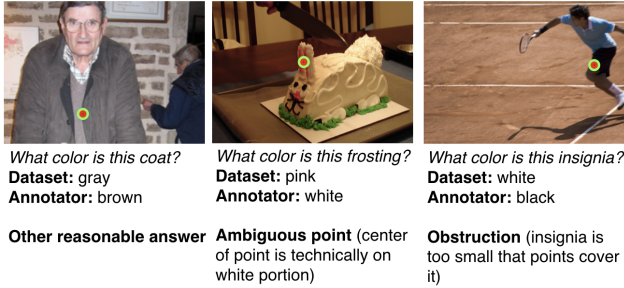 What color is this coat?
Dataset: gray
Annotator: brown
Other reasonable answer
What color is this frosting?
Dataset: pink
Annotator: white
Ambiguous point (center
of point is technically on
white portion)
What color is this insignia?
Dataset: white
Annotator: black
Obstruction (insignia is
too small that points cover
it)